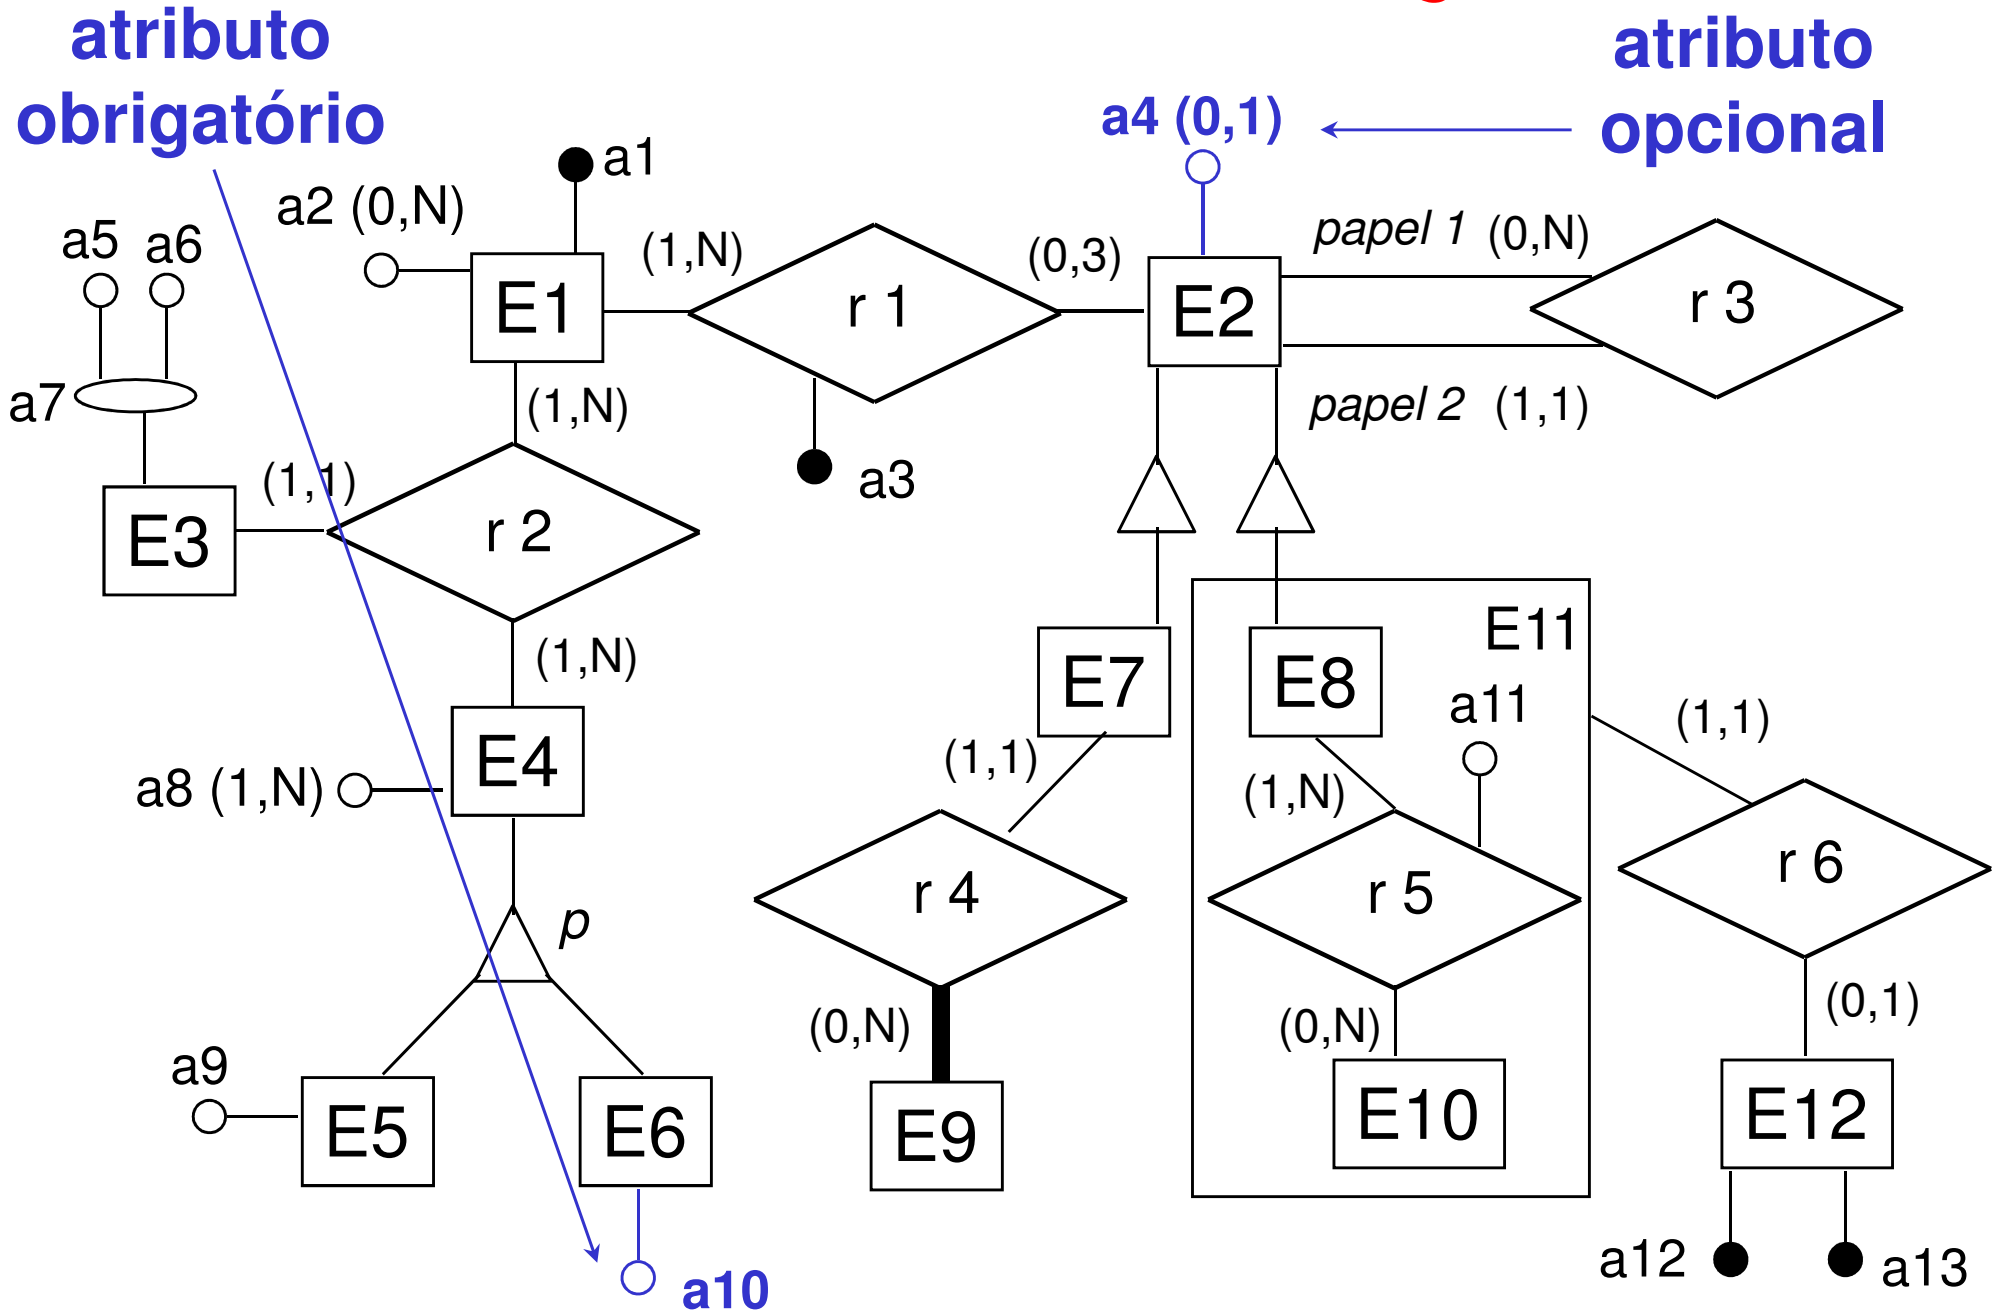 atributo
obrigatório
atributo
opcional
a4 (0,1)
a1
a2 (0,N)
a5
a6
(1,N)
(0,3)
papel 1 (0,N)
E1
r 1
E2
r 3
a7
(1,N)
papel 2 (1,1)
(1,1)
a3
E3
r 2
(1,N)
E11
E7
E8
a11
(1,1)
E4
(1,1)
a8 (1,N)
(1,N)
r 4
r 5
r 6
p
(0,N)
(0,N)
(0,1)
a9
E5
E6
E9
E10
E12
a10
a12
a13